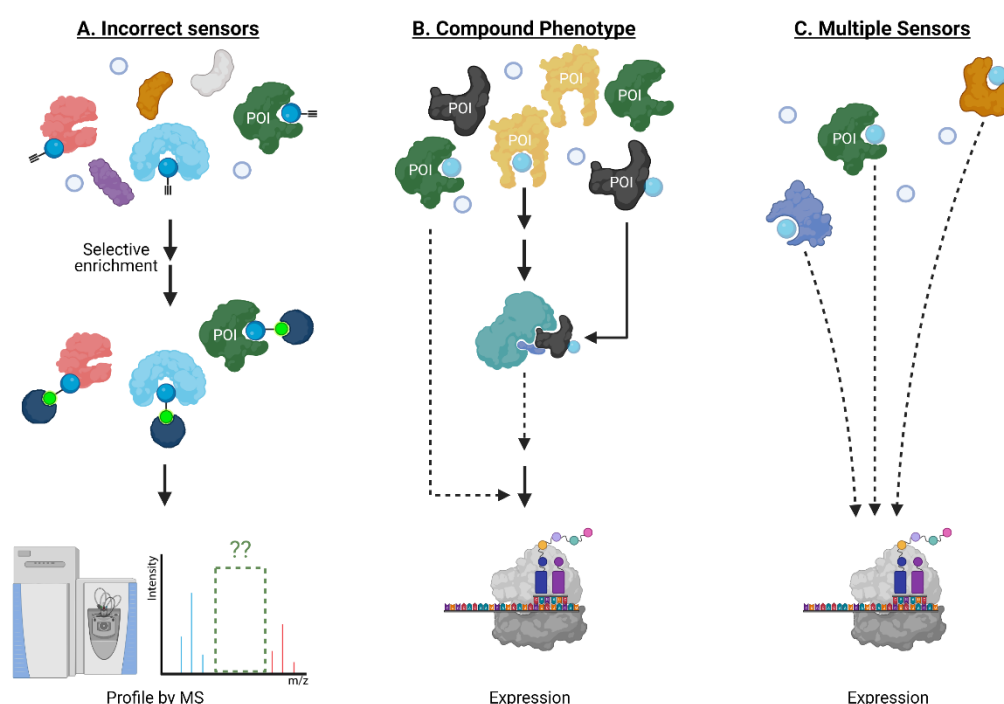 A. Incorrect sensors
B. Compound Phenotype
C. Multiple Sensors
POI
POI
POI
POI
POI
POI
POI
POI
Selective
enrichment
POI
??
Intensity
m/z
Profile by MS
Expression
Expression